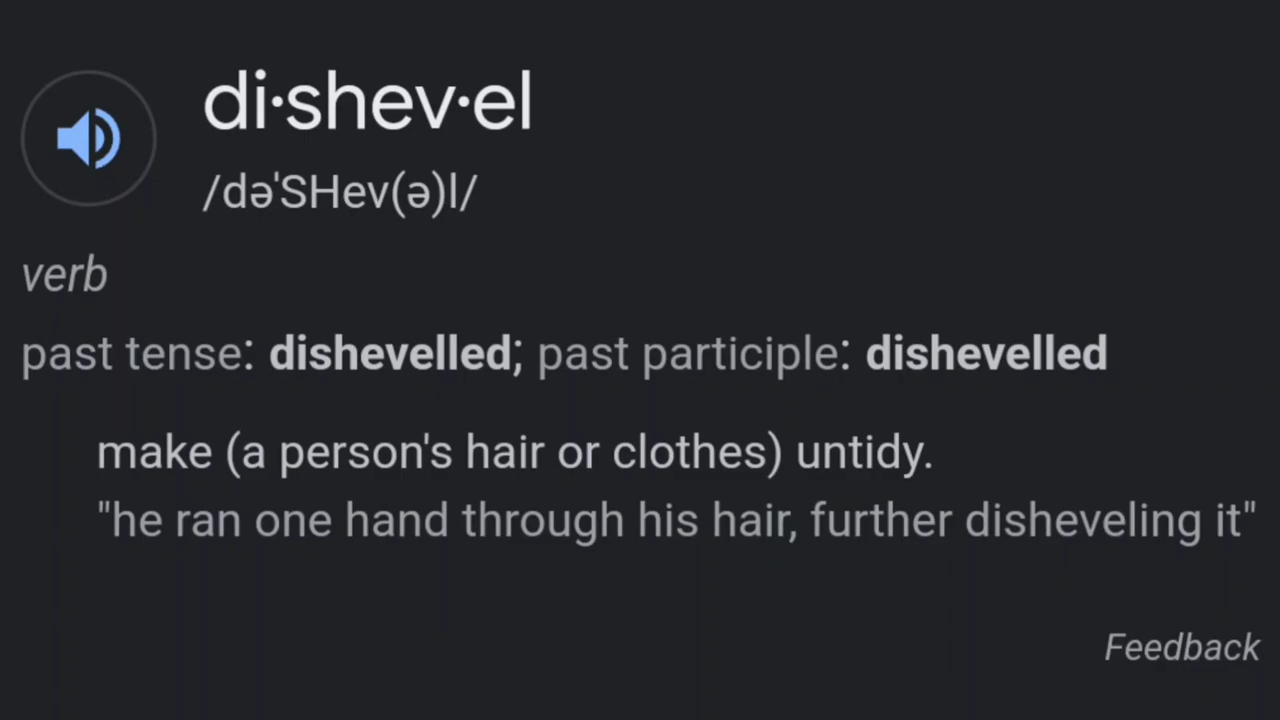 di·shev·el
/dəˈSHev(ə)l/
verb
past tense: dishevelled; past participle: dishevelled
make (a person's hair or clothes) untidy.
"he ran one hand through his hair, further disheveling it"
Feedback